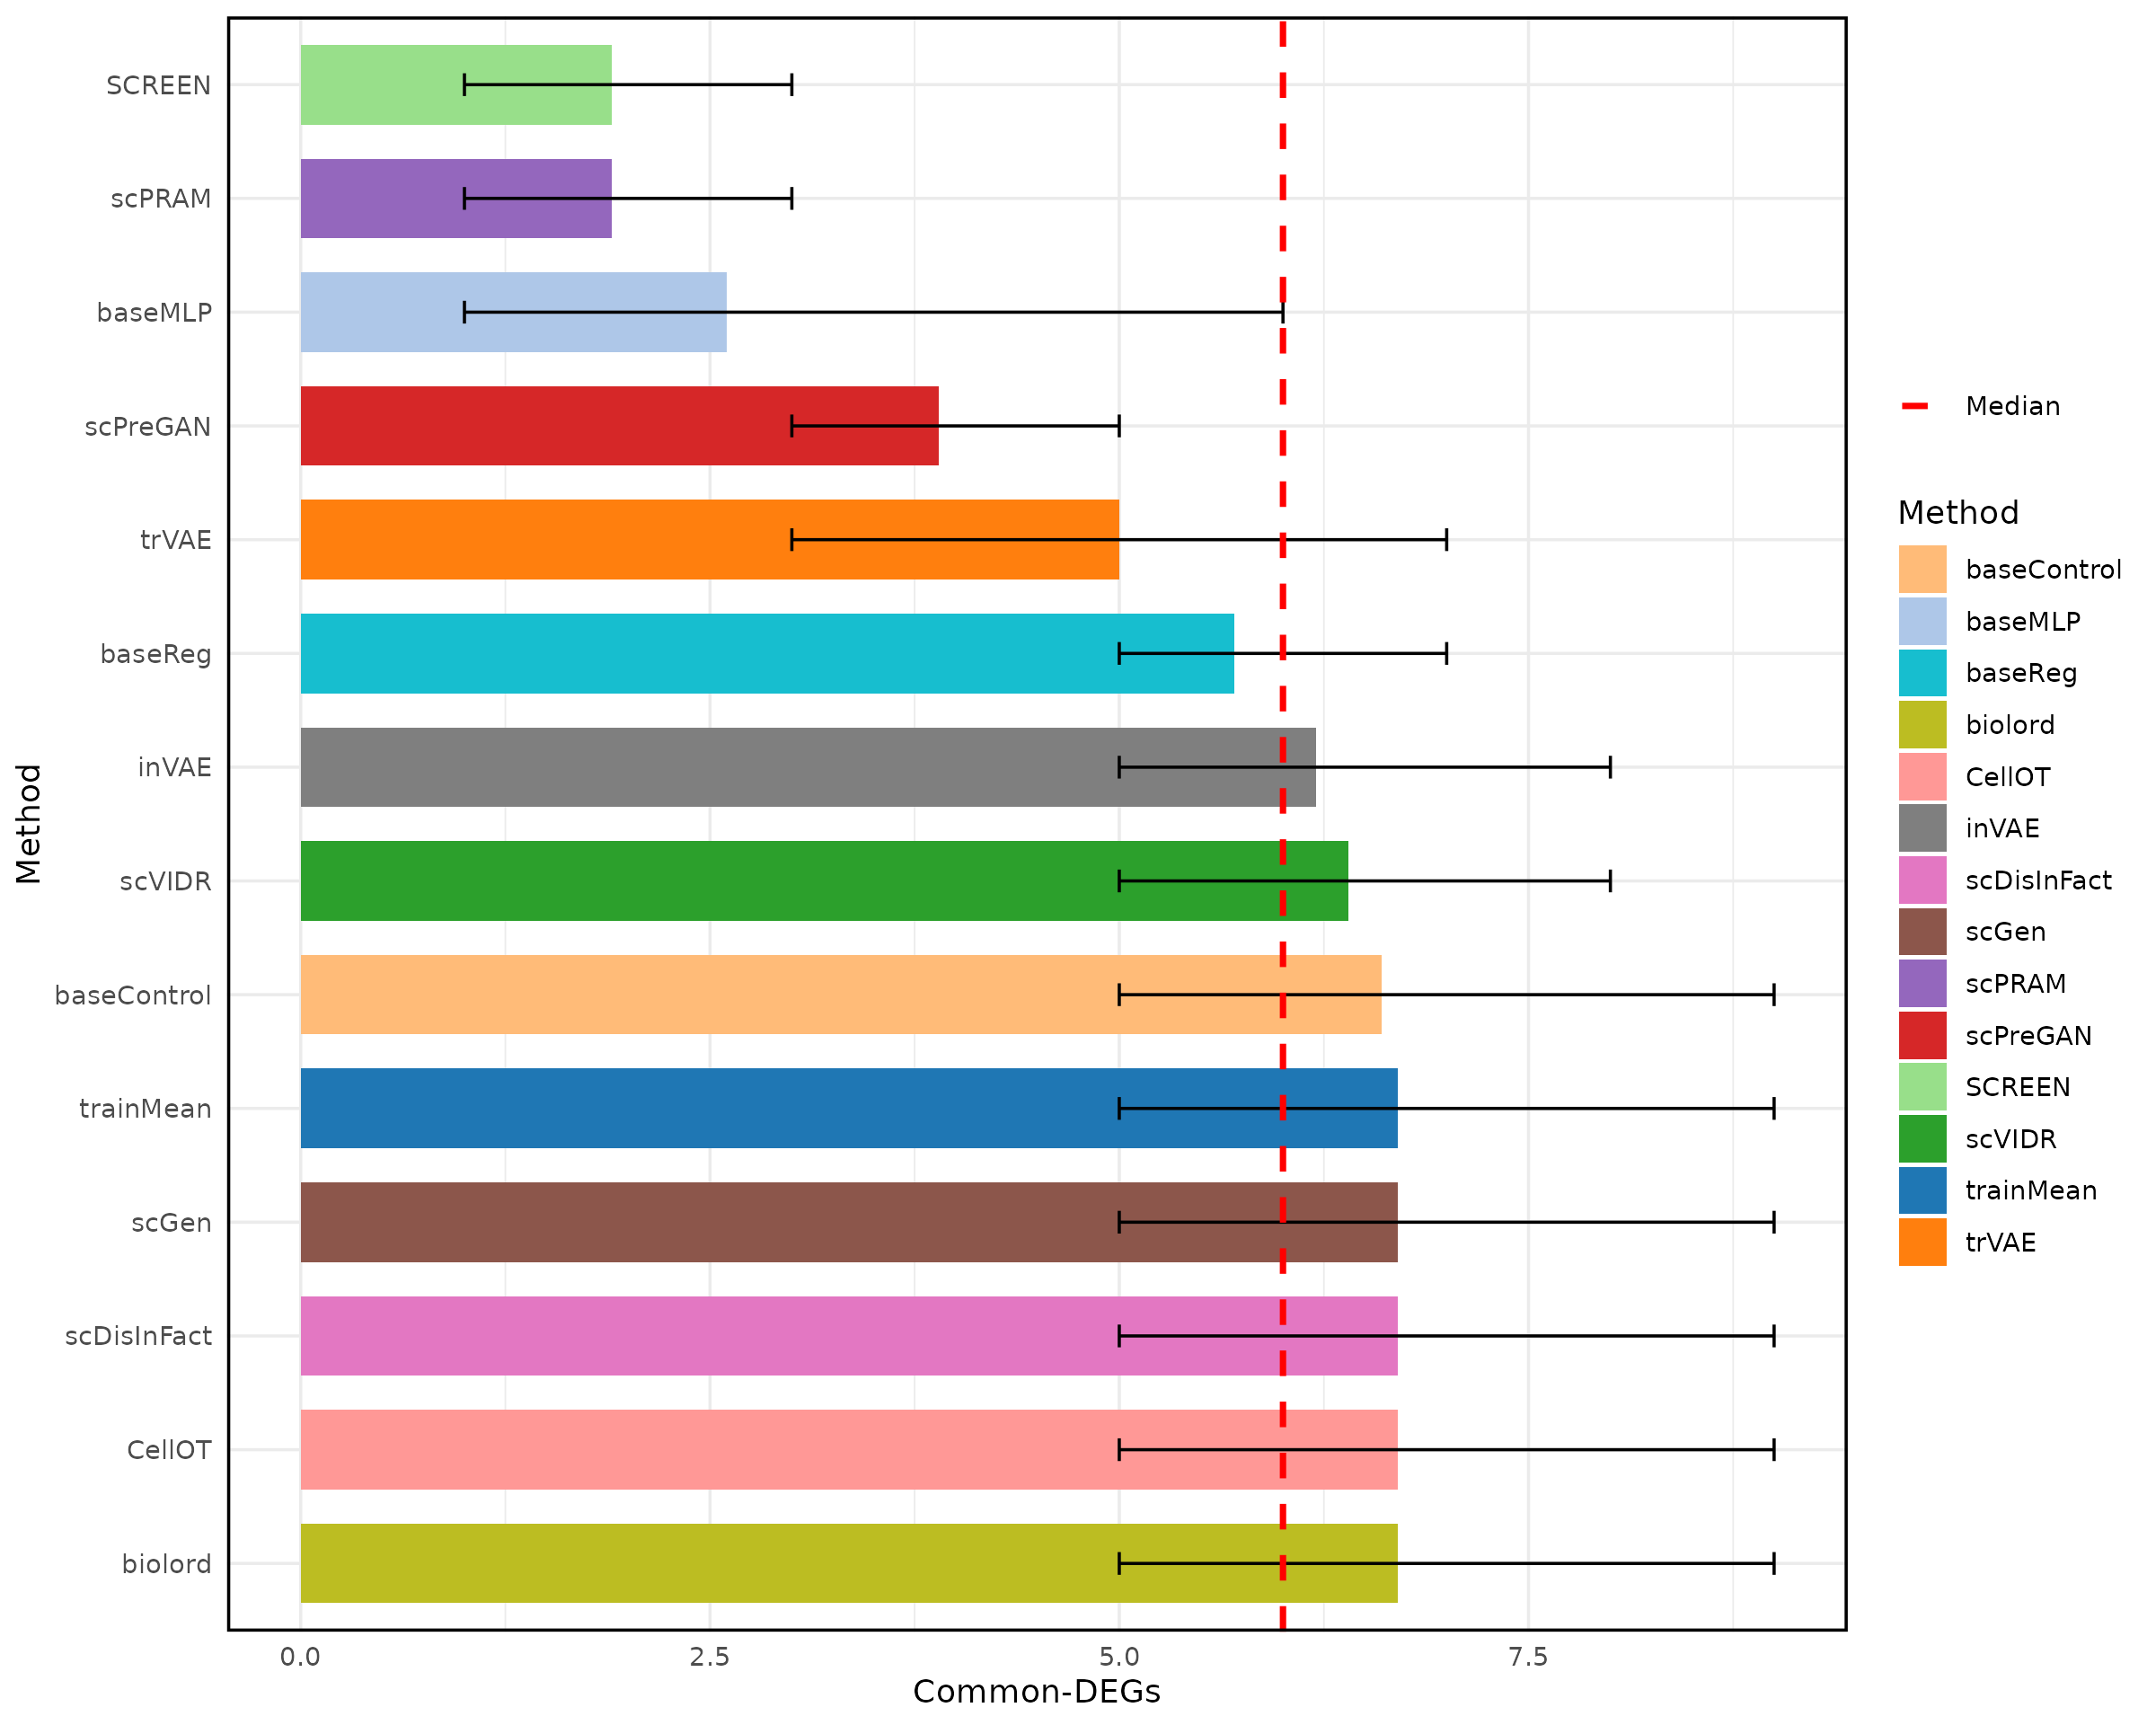 Method
SCREEN
scPRAM
baseMLP
scPreGAN
trVAE
baseReg
inVAE
scVIDR
baseControl
trainMean
scGen
scDisInFact
CellOT
biolord
0.0 2.5 5.0 7.5
Common-DEGs
Median
Method
baseControl
baseMLP
baseReg
biolord
CellOT
inVAE
scDisInFact
scGen
scPRAM
scPreGAN
SCREEN
scVIDR
trainMean
trVAE